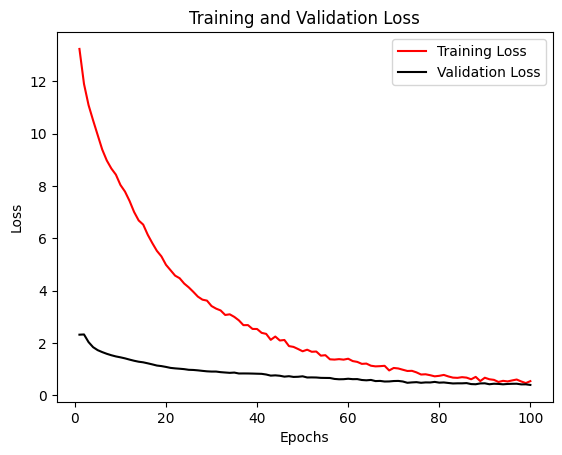 Training and Validation Loss
Training Loss
Validation Loss
Loss
12
10
8
6
4
2
0
0 20 40 60 80 100
Epochs